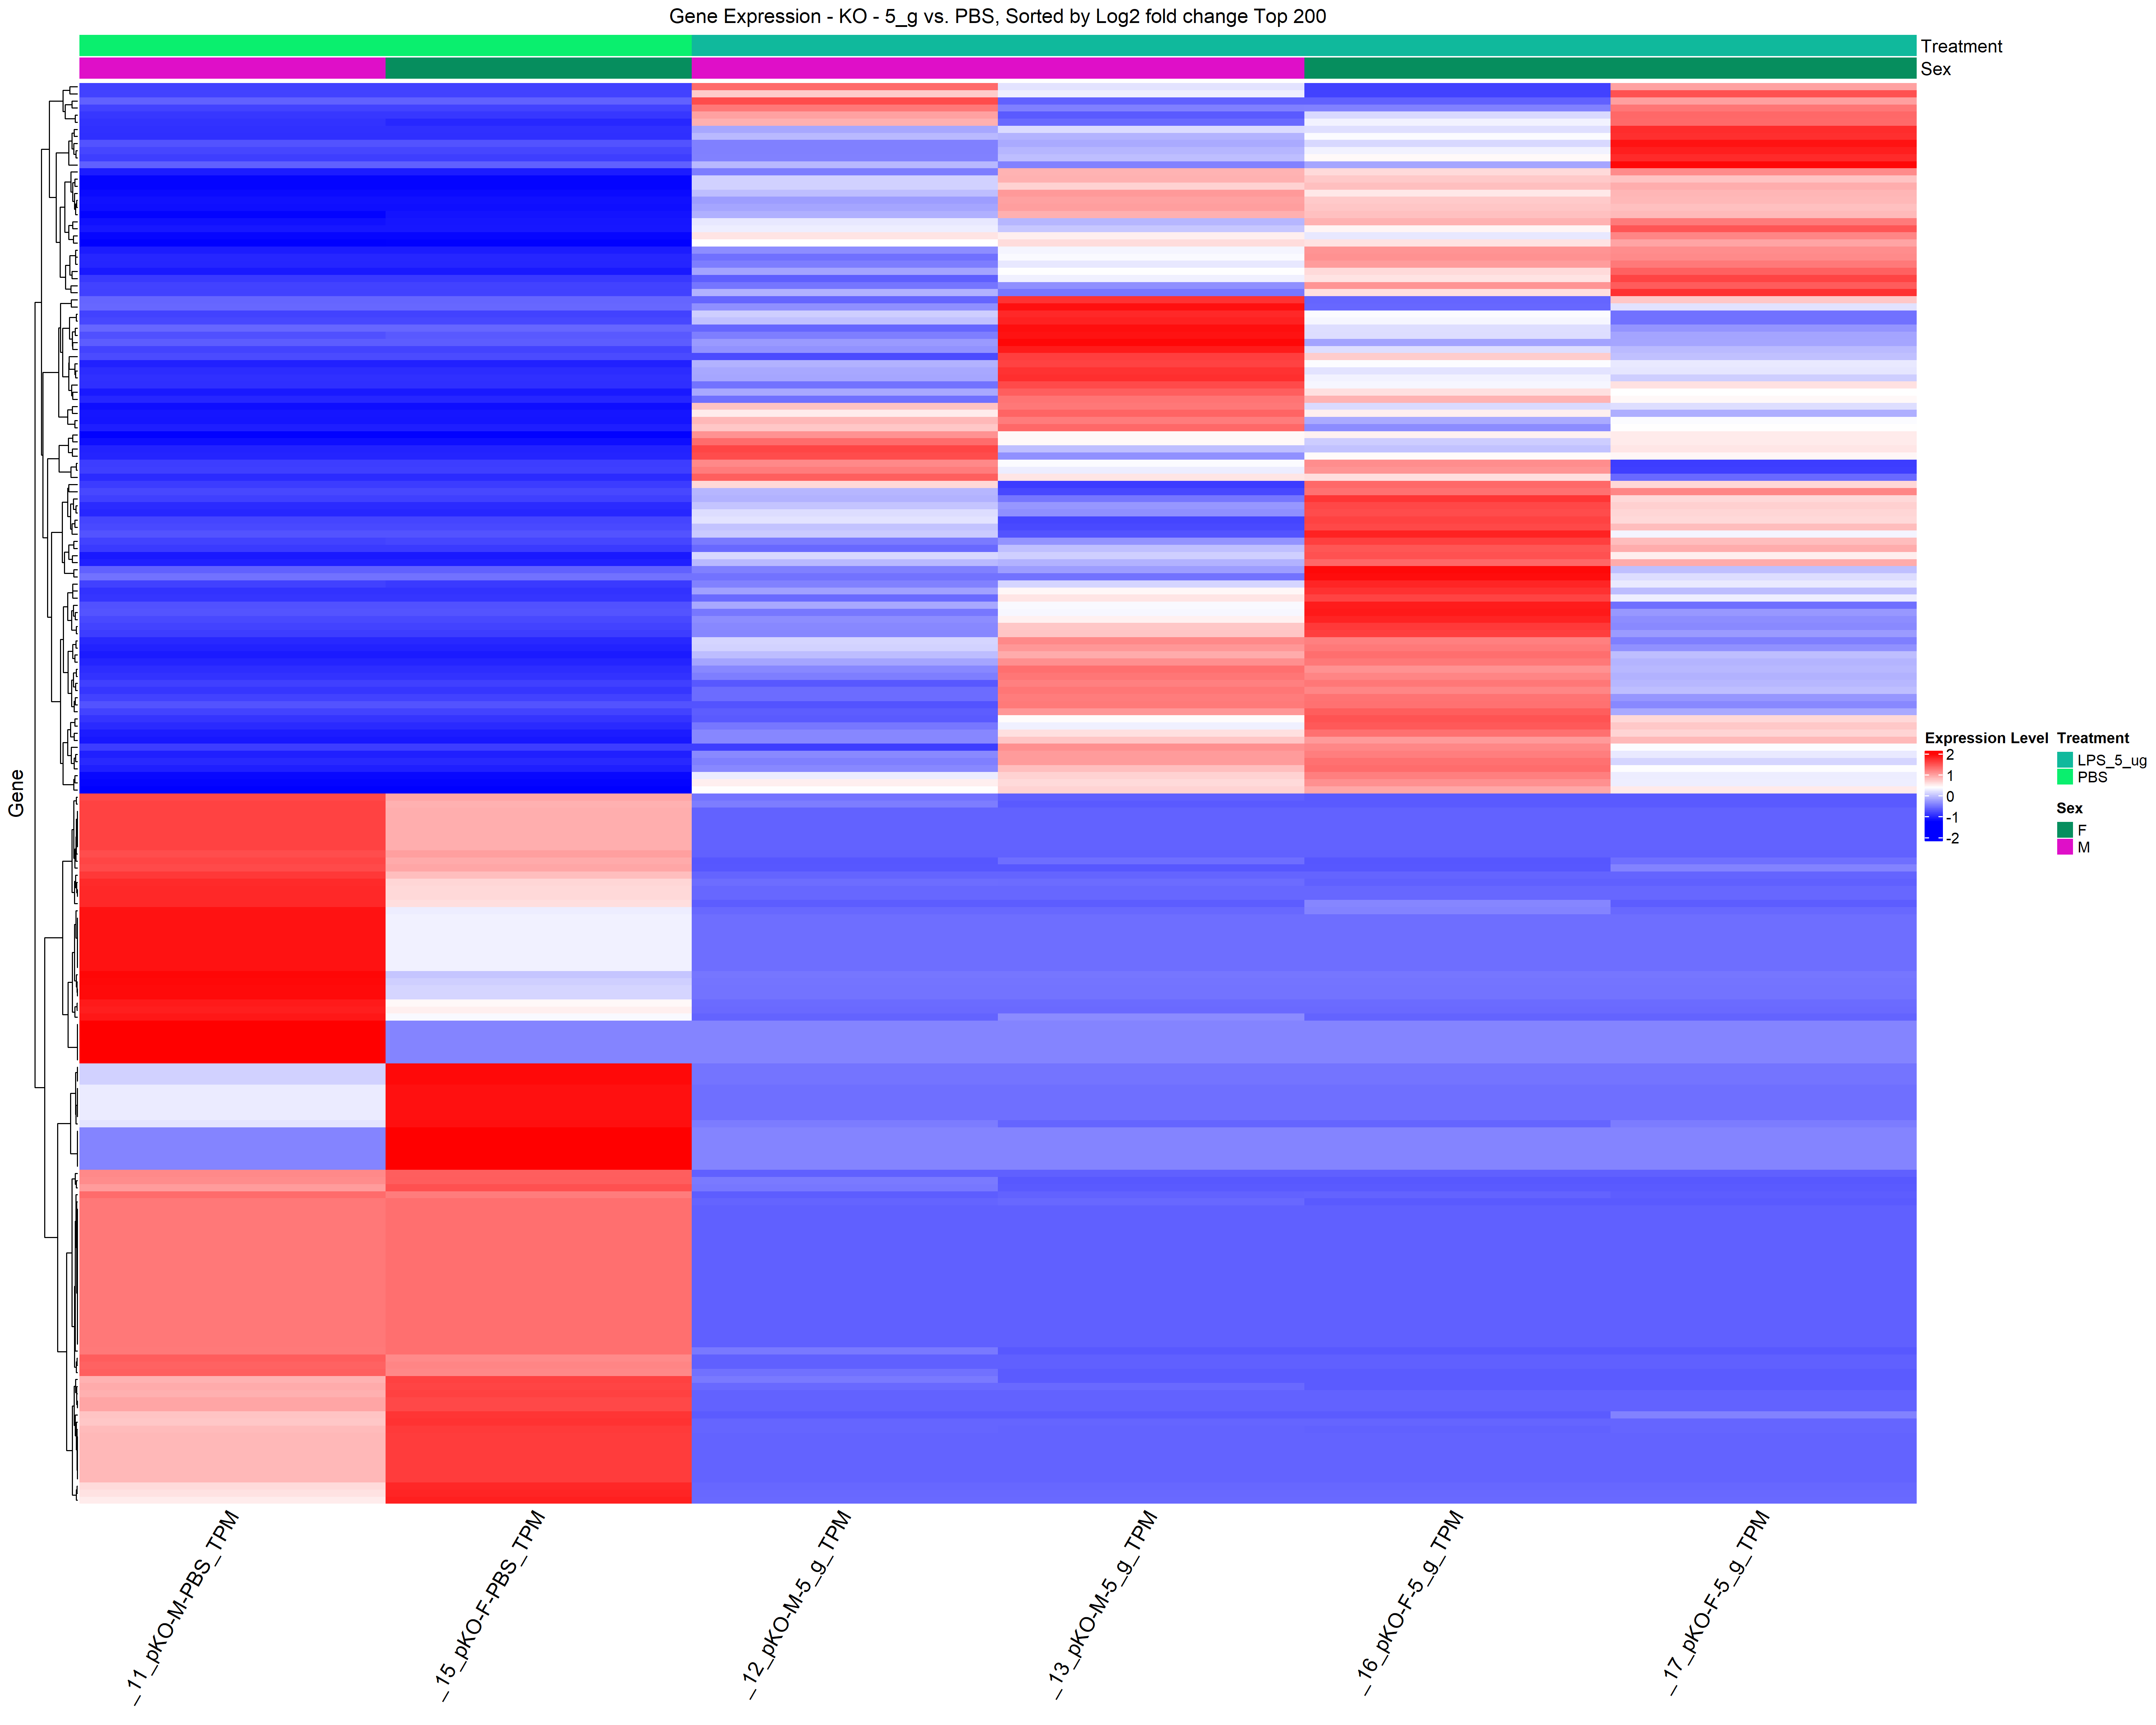 Gene Expression - KO - 5_g vs. PBS, Sorted by Log2 fold change Top 200
Treatment
Sex
Gene
Expression Level
2
1
0
-1
-2
Treatment
LPS_5_ug
PBS
Sex
F
M
_11_pKO-M-PBS_TPM
_15_pKO-F-PBS_TPM
_12_pKO-M-5_g_TPM
_13_pKO-M-5_g_TPM
_16_pKO-F-5_g_TPM
_17_pKO-F-5_g_TPM